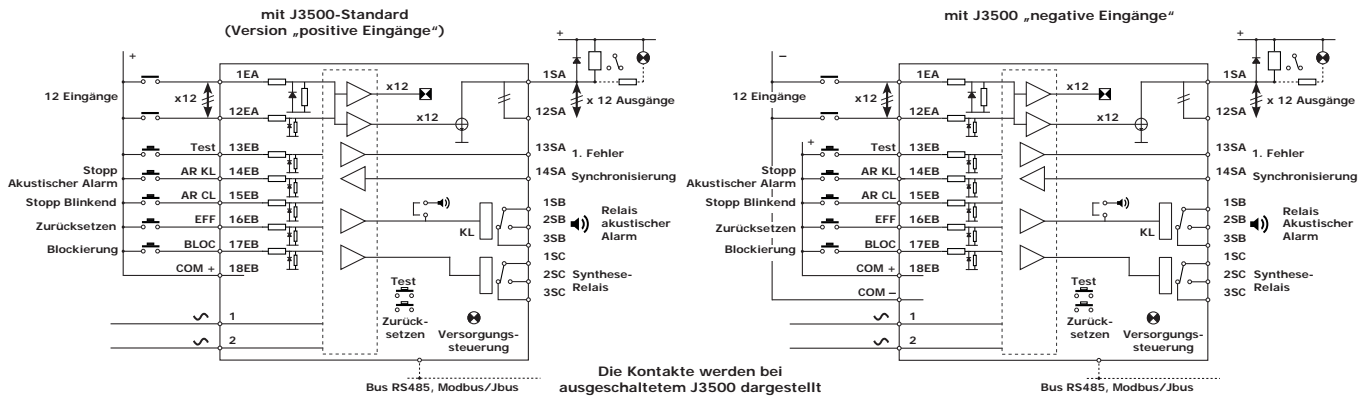 mit J3500-Standard
(Version „positive Eingänge“)
+
+
12 Eingänge
x12
1EA
12EA
x12
x12
1SA
x 12 Ausgänge
12SA
Test
13EB
13SA
1. Fehler
Stopp
Akustischer Alarm
AR KL
14EB
14SA
Synchronisierung
Stopp Blinkend
AR CL
15EB
1SB
Zurücksetzen
EFF
16EB
KL
2SB
Relais
akustischer
Alarm
3SB
Blockierung
BLOC
17EB
1SC
COM +
18EB
2SC
Synthese-
Relais
3SC
Test
Zurück-
setzen
Versorgungs-
steuerung
1
2
Bus RS485, Modbus/Jbus
mit J3500 „negative Eingänge“
–
+
12 Eingänge
x12
1EA
12EA
x12
x12
1SA
x 12 Ausgänge
12SA
+
Test
13EB
13SA
1. Fehler
Stopp
Akustischer Alarm
AR KL
14EB
14SA
Synchronisierung
Stopp Blinkend
AR CL
15EB
1SB
Zurücksetzen
EFF
16EB
KL
2SB
Relais
Akustischer
Alarm
3SB
Blockierung
BLOC
17EB
1SC
COM +
18EB
2SC
Synthese-
Relais
3SC
COM –
Test
Zurück-
setzen
Versorgungs-
steuerung
1
2
Bus RS485, Modbus/Jbus
Die Kontakte werden bei
ausgeschaltetem J3500 dargestellt